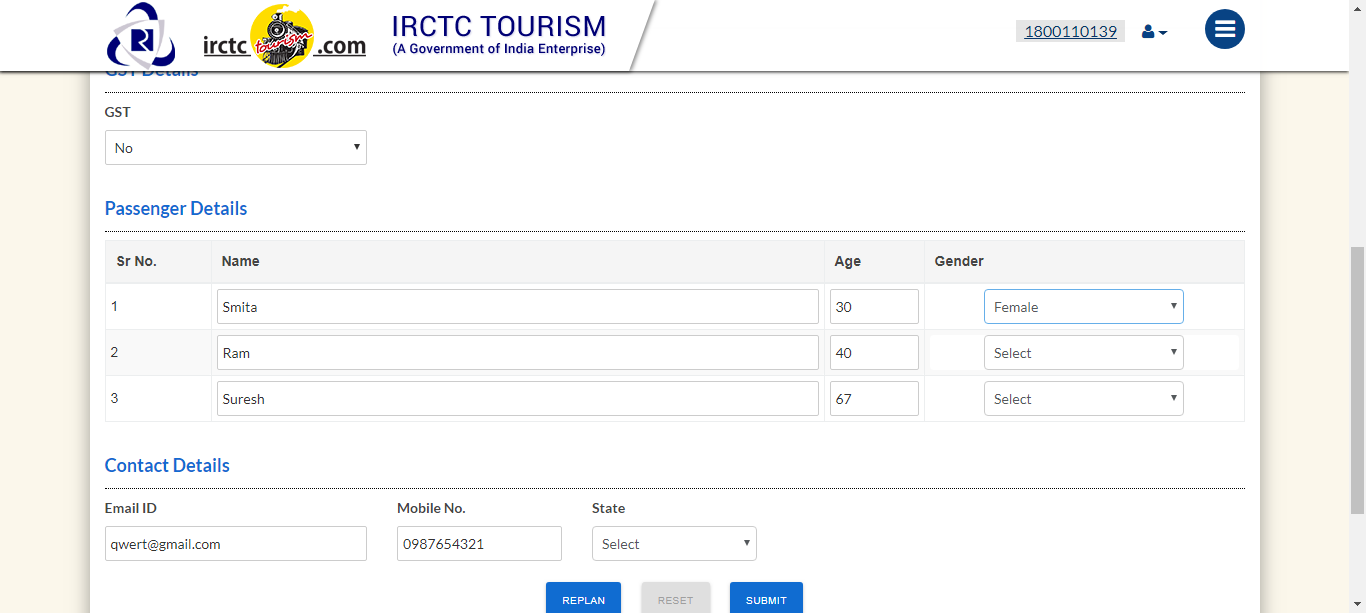 irctc tourism .com
IRCTC TOURISM
(A Government of India Enterprise)
1800110139
GST Details
GST
No
Passenger Details
Sr No. Name Age Gender
1 Smita 30 Female
2 Ram 40 Select
3 Suresh 67 Select
Contact Details
Email ID Mobile No. State
qwert@gmail.com 0987654321 Select
REPLAN RESET SUBMIT